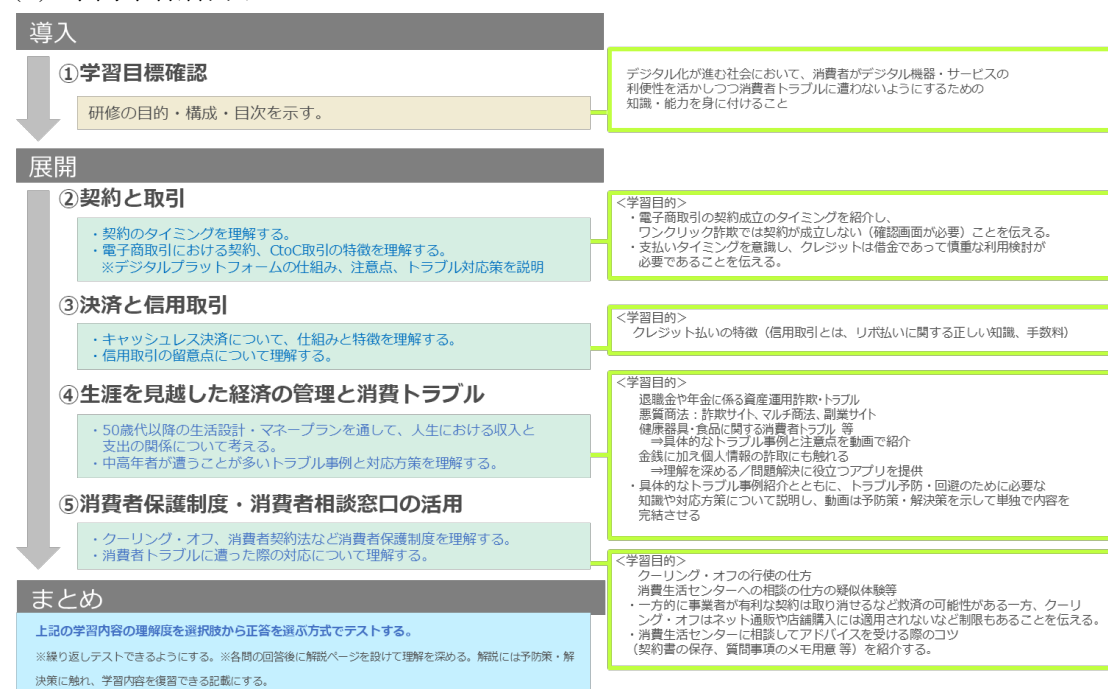 導入
①学習目標確認
研修の目的・構成・目次を示す。
デジタル化が進む社会において、消費者がデジタル機器・サービスの
利便性を活かしつつ消費者トラブルに遭わないようにするための
知識・能力を身に付けること
展開
②契約と取引
・契約のタイミングを理解する。
・電子商取引における契約、CtoC取引の特徴を理解する。
※デジタルプラットフォームの仕組み、注意点、トラブル対応策を説明
<学習目的>
・電子商取引の契約成立のタイミングを紹介し、
ワンクリック詐欺では契約が成立しない（確認画面が必要）ことを伝える。
・支払いタイミングを意識し、クレジットは借金であって慎重な利用検討が
必要であることを伝える。
③決済と信用取引
・キャッシュレス決済について、仕組みと特徴を理解する。
・信用取引の留意点について理解する。
<学習目的>
クレジット払いの特徴（信用取引とは、リボ払いに関する正しい知識、手数料）
④生涯を見越した経済の管理と消費トラブル
・50歳代以降の生活設計・マネープランを通して、人生における収入と
支出の関係について考える。
・中高年者が遭うことが多いトラブル事例と対応方策を理解する。
<学習目的>
退職金や年金に係る資産運用詐欺・トラブル
悪質商法：詐欺サイト、マルチ商法、副業サイト
健康器具・食品に関する消費者トラブル 等
⇒具体的なトラブル事例と注意点を動画で紹介
金銭に加え個人情報の詐取にも触れる
⇒理解を深める／問題解決に役立つアプリを提供
・具体的なトラブル事例紹介とともに、トラブル予防・回避のために必要な
知識や対応方策について説明し、動画は予防策・解決策を示して単独で内容を
完結させる
⑤消費者保護制度・消費者相談窓口の活用
・クーリング・オフ、消費者契約法など消費者保護制度を理解する。
・消費者トラブルに遭った際の対応について理解する。
<学習目的>
クーリング・オフの行使の仕方
消費生活センターへの相談の仕方の疑似体験等
・一方的に事業者が有利な契約は取り消せるなど救済の可能性がある一方、クーリ
ング・オフはネット通販や店舗購入には適用されないなど制限もあることを伝える。
・消費生活センターに相談してアドバイスを受ける際のコツ
（契約書の保存、質問事項のメモ用意 等）を紹介する。
まとめ
上記の学習内容の理解度を選択肢から正答を選ぶ方式でテストする。
※繰り返しテストできるようにする。※各問の回答後に解説ページを設けて理解を深める。解説には予防策・解
決策に触れ、学習内容を復習できる記載にする。